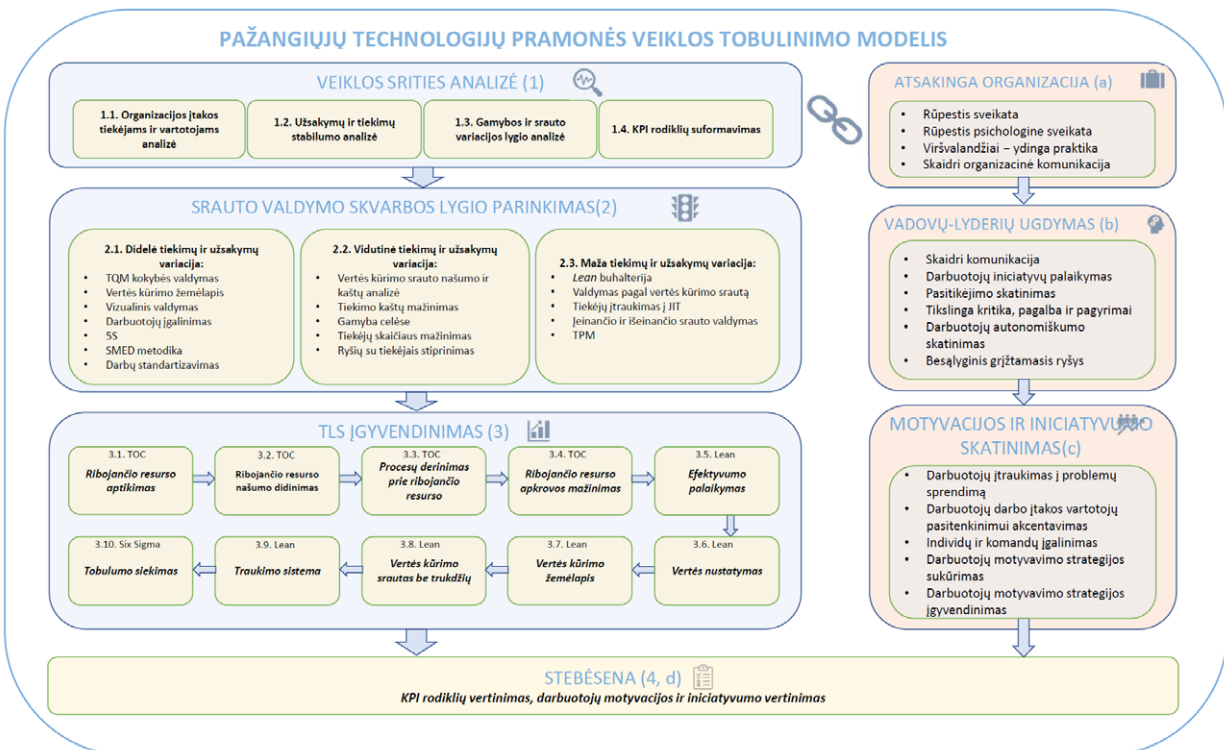 PAŽANGIŲJŲ TECHNOLOGIJŲ PRAMONĖS VEIKLOS TOBULINIMO MODELIS
VEIKLOS SRITIES ANALIZĖ (1)
1.1. Organizacijos įtakos
tiekėjams ir vartotojams
analizė
1.2. Užsakymų ir tiekimų
stabilumo analizė
1.3. Gamybos ir srauto
variacijos lygio analizė
1.4. KPI rodiklių suformavimas
SRAUTO VALDYMO SKVARBOS LYGIO PARINKIMAS(2)
2.1. Didelė tiekimų ir užsakymų
variacija:
• TQM kokybės valdymas
• Vertės kūrimo žemėlapis
• Vizualinis valdymas
• Darbuotojų įgalinimas
• 5S
• SMED metodika
• Darbų standartizavimas
2.2. Vidutinė tiekimų ir užsakymų
variacija:
• Vertės kūrimo srauto našumo ir
kaštų analizė
• Tiekimo kaštų mažinimas
• Gamyba celėse
• Tiekėjų skaičiaus mažinimas
• Ryšių su tiekėjais stiprinimas
2.3. Maža tiekimų ir užsakymų variacija:
• Lean buhalterija
• Valdymas pagal vertės kūrimo srautą
• Tiekėjų įtraukimas į JIT
• Įeinančio ir išeinančio srauto valdymas
• TPM
TLS ĮGYVENDINIMAS (3)
3.1. TOC
Ribojančio resurso
aptikimas
3.2. TOC
Ribojančio resurso
našumo didinimas
3.3. TOC
Procesų derinimas
prie ribojančio
resurso
3.4. TOC
Ribojančio resurso
apkrovos mažinimas
3.5. Lean
Efektyvumo
palaikymas
3.10. Six Sigma
Tobulumo siekimas
3.9. Lean
Traukimo sistema
3.8. Lean
Vertės kūrimo
srautas be trukdžių
3.7. Lean
Vertės kūrimo
žemėlapis
3.6. Lean
Vertės nustatymas
ATSAKINGA ORGANIZACIJA (a)
• Rūpestis sveikata
• Rūpestis psichologine sveikata
• Viršvalandžiai – ydinga praktika
• Skaidri organizacinė komunikacija
VADOVŲ-LYDERIŲ UGDYMAS (b)
• Skaidri komunikacija
• Darbuotojų iniciatyvų palaikymas
• Pasitikėjimo skatinimas
• Tikslinga kritika, pagalba ir pagyrimai
• Darbuotojų autonomiškumo
skatinimas
• Besąlyginis grįžtamasis ryšys
MOTYVACIJOS IR INICIATYVUMO
SKATINIMAS(c)
• Darbuotojų įtraukimas į problemų
sprendimą
• Darbuotojų darbo įtakos vartotojų
pasitenkinimui akcentavimas
• Individų ir komandų įgalinimas
• Darbuotojų motyvavimo strategijos
sukūrimas
• Darbuotojų motyvavimo strategijos
įgyvendinimas
STEBĖSENA (4, d)
KPI rodiklių vertinimas, darbuotojų motyvacijos ir iniciatyvumo vertinimas